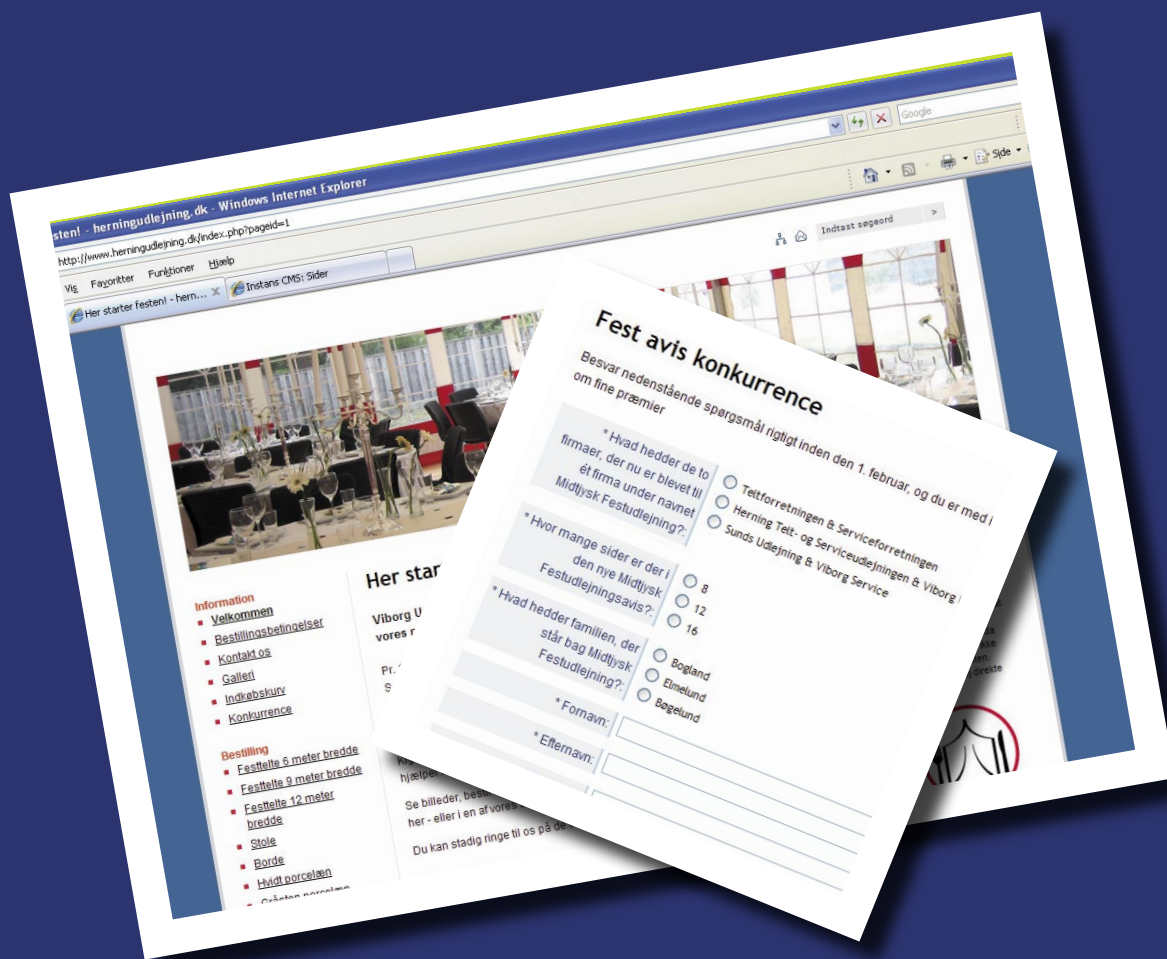 sten! - herningudlejning.dk - Windows Internet Explorer
http://www.herningudlejning.dk/index.php?pageid=1
Google
Vis Favoritter Funktioner Hjælp
Side
Her starter festen! - hern...
Instans CMS: Sider
Indtast søgeord >
Information
Velkommen
Bestillingsbetingelser
Kontakt os
Galleri
Indkøbskurv
Konkurrence
Bestilling
Festtelte 6 meter bredde
Festtelte 9 meter bredde
Festtelte 12 meter
bredde
Stole
Borde
Hvidt porcelæn
Her star
Viborg U
vores r
Pr.
S
hjælper
Se billeder,
her - eller i en af vores
Du kan stadig ringe til os på de
direkte
Fest avis konkurrence
Besvar nedenstående spørgsmål rigtigt inden den 1. februar, og du er med i
om fine præmier
* Hvad hedder de to
firmaer, der nu er blevet til
ét firma under navnet
Midtjysk Festudlejning?:
Teltforretningen & Serviceforretningen
Herning Telt- og Serviceudlejningen & Viborg
Sunds Udlejning & Viborg Service
* Hvor mange sider er der i
den nye Midtjysk
Festudlejningsavis?:
8
12
16
* Hvad hedder familien, der
står bag Midtjysk
Festudlejning?:
Bogland
Elmelund
Bøgelund
* Fornavn:
* Efternavn: